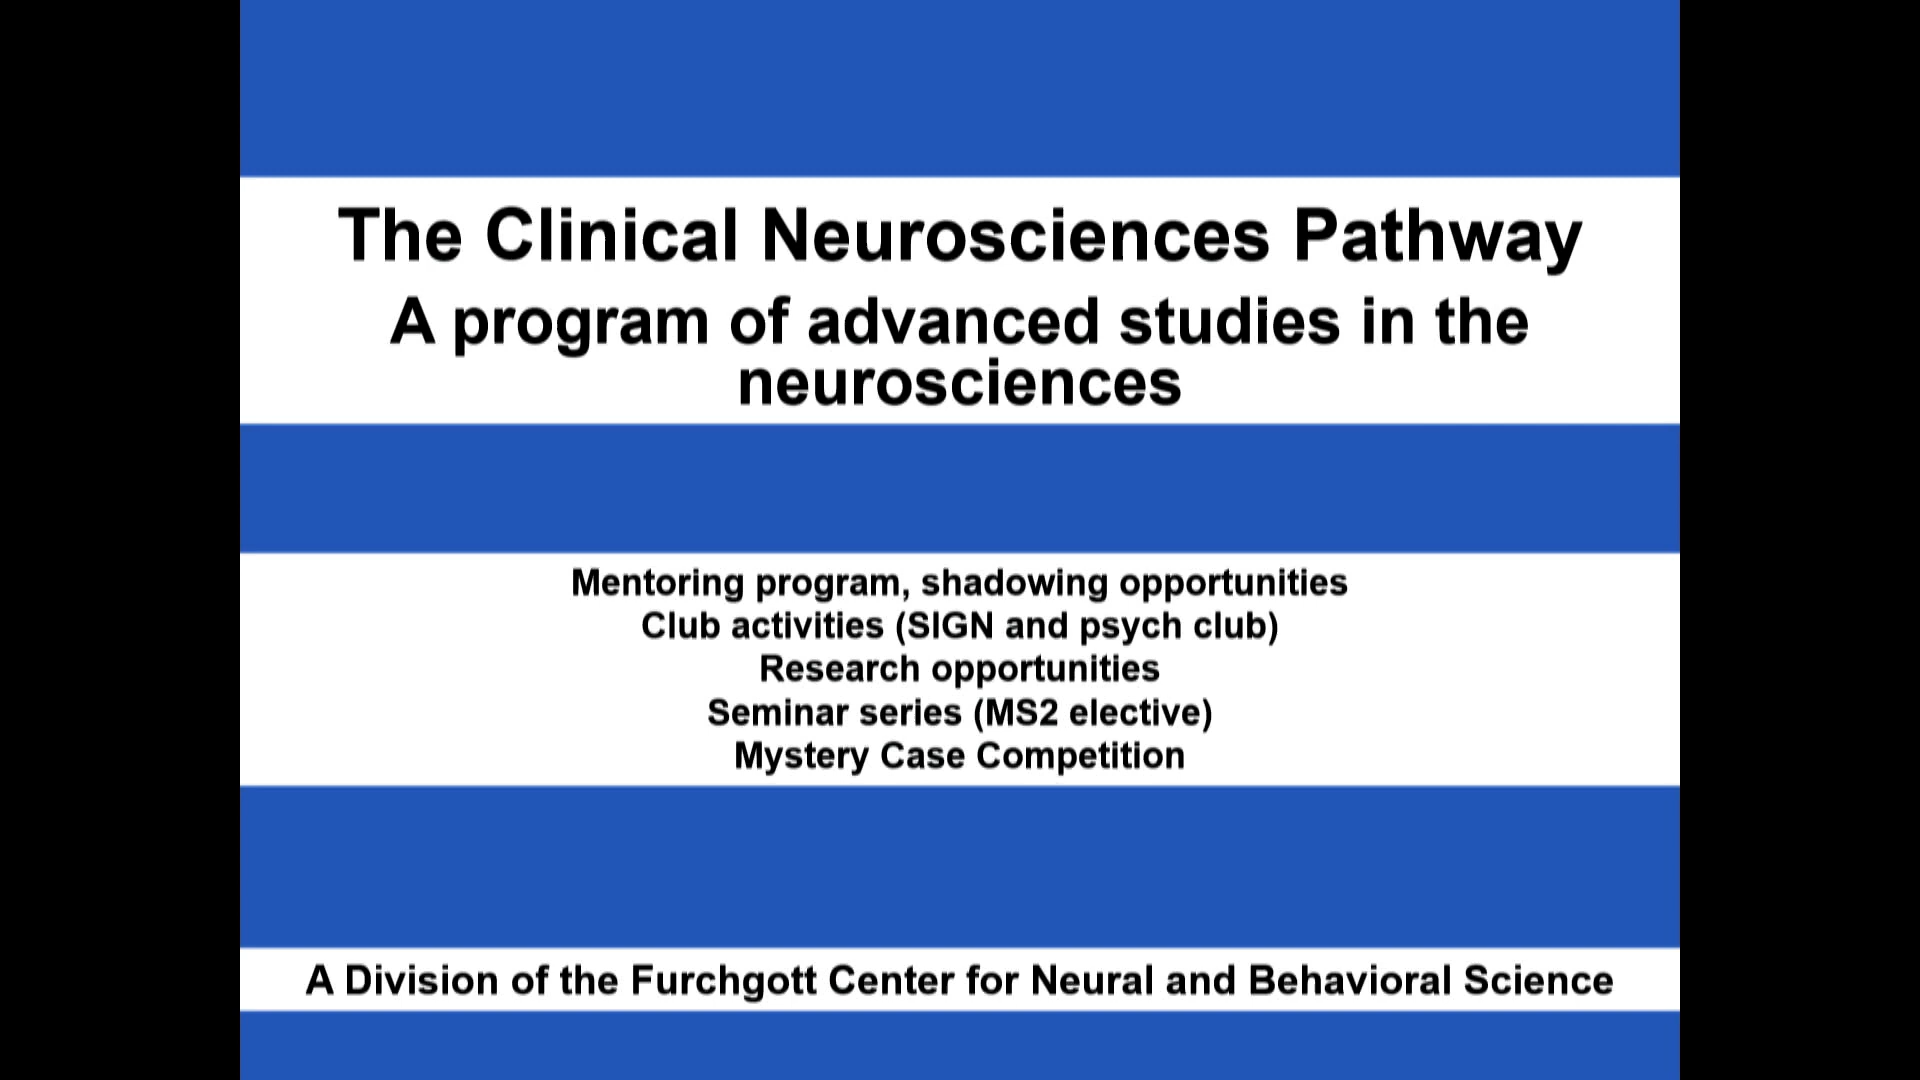 The Clinical Neurosciences Pathway
A program of advanced studies in the
neurosciences
Mentoring program, shadowing opportunities
Club activities (SIGN and psych club)
Research opportunities
Seminar series (MS2 elective)
Mystery Case Competition
A Division of the Furchgott Center for Neural and Behavioral Science